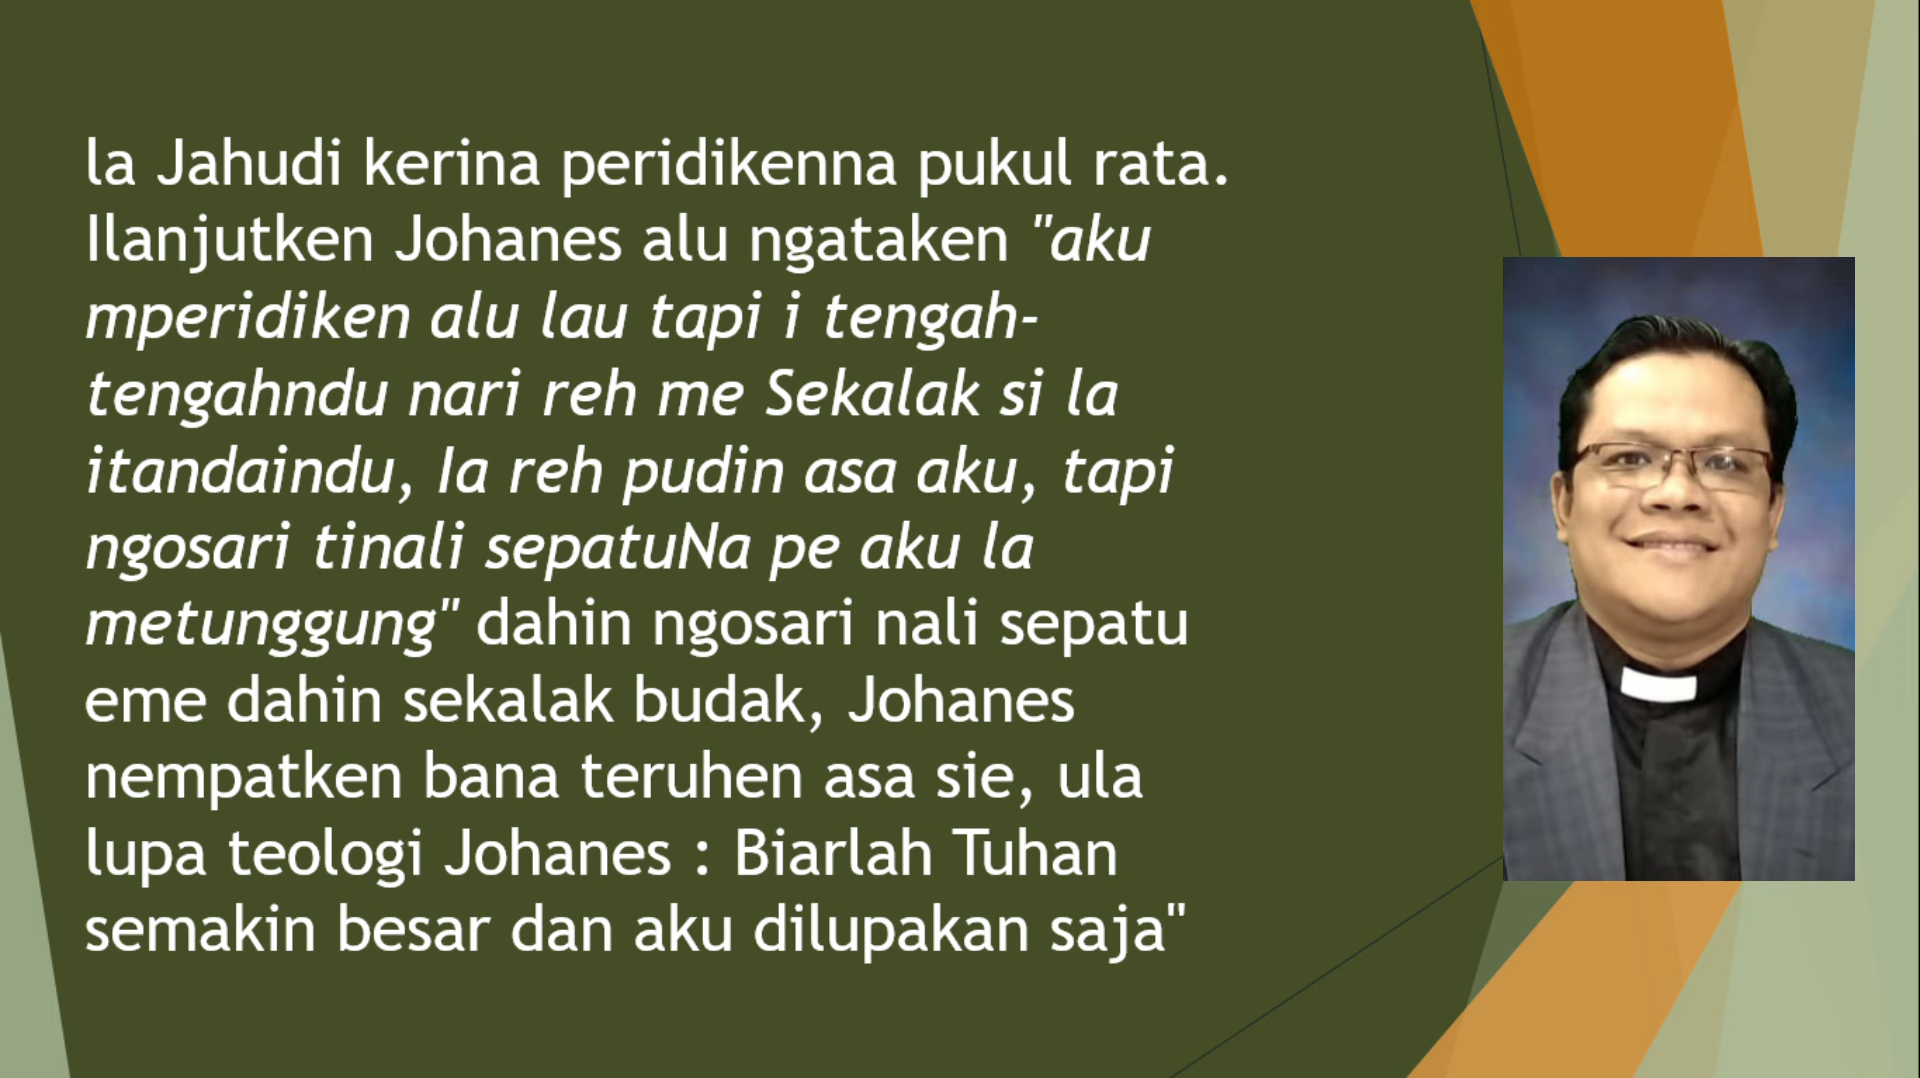 la Jahudi kerina peridikenna pukul rata.
Ilanjutken Johanes alu ngataken "aku
mperidiken alu lau tapi i tengah-
tengahndu nari reh me Sekalak si la
itandaindu, Ia reh pudin asa aku, tapi
ngosari tinali sepatuNa pe aku la
metunggung" dahin ngosari nali sepatu
eme dahin sekalak budak, Johanes
nempatken bana teruhen asa sie, ula
lupa teologi Johanes : Biarlah Tuhan
semakin besar dan aku dilupakan saja"